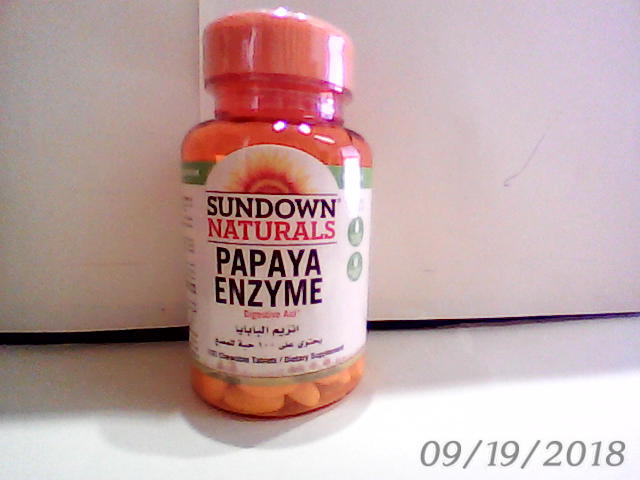 SUNDOWN®
NATURALS
PAPAYA
ENZYME
Digestive Aid*
انزيم البابايا
يحتوي على ١٠٠ حبة للمضغ
100 Chewable Tablets / Dietary Supplement
09/19/2018